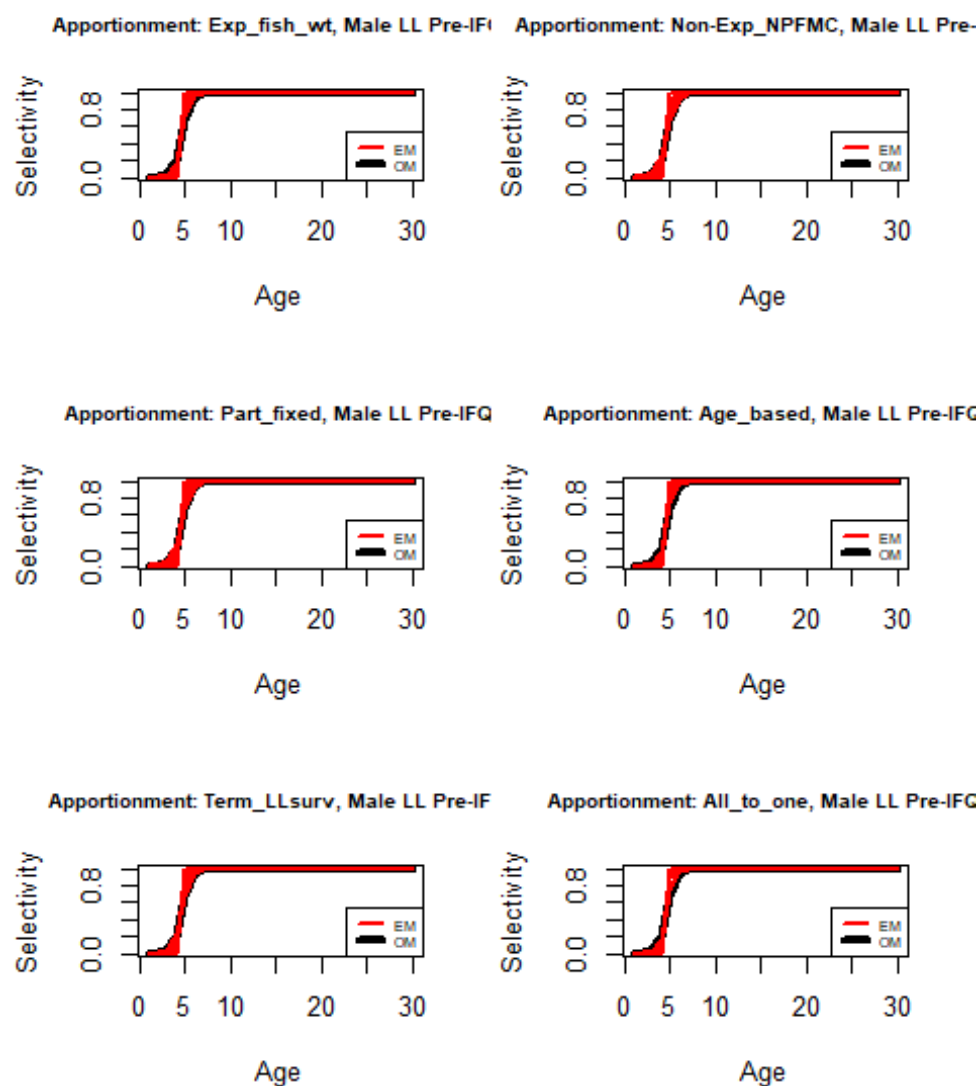 Apportionment: Exp_fish_wt, Male LL Pre-IF
Apportionment: Non-Exp_NPFMC, Male LL Pre-
Selectivity
0.8
0.0
EM
OM
0 5 10 20 30
Age
Selectivity
0.8
0.0
EM
OM
0 5 10 20 30
Age
Apportionment: Part_fixed, Male LL Pre-IFQ
Apportionment: Age_based, Male LL Pre-IFQ
Selectivity
0.8
0.0
EM
OM
0 5 10 20 30
Age
Selectivity
0.8
0.0
EM
OM
0 5 10 20 30
Age
Apportionment: Term_LLsurv, Male LL Pre-IF
Apportionment: All_to_one, Male LL Pre-IFQ
Selectivity
0.8
0.0
EM
OM
0 5 10 20 30
Age
Selectivity
0.8
0.0
EM
OM
0 5 10 20 30
Age